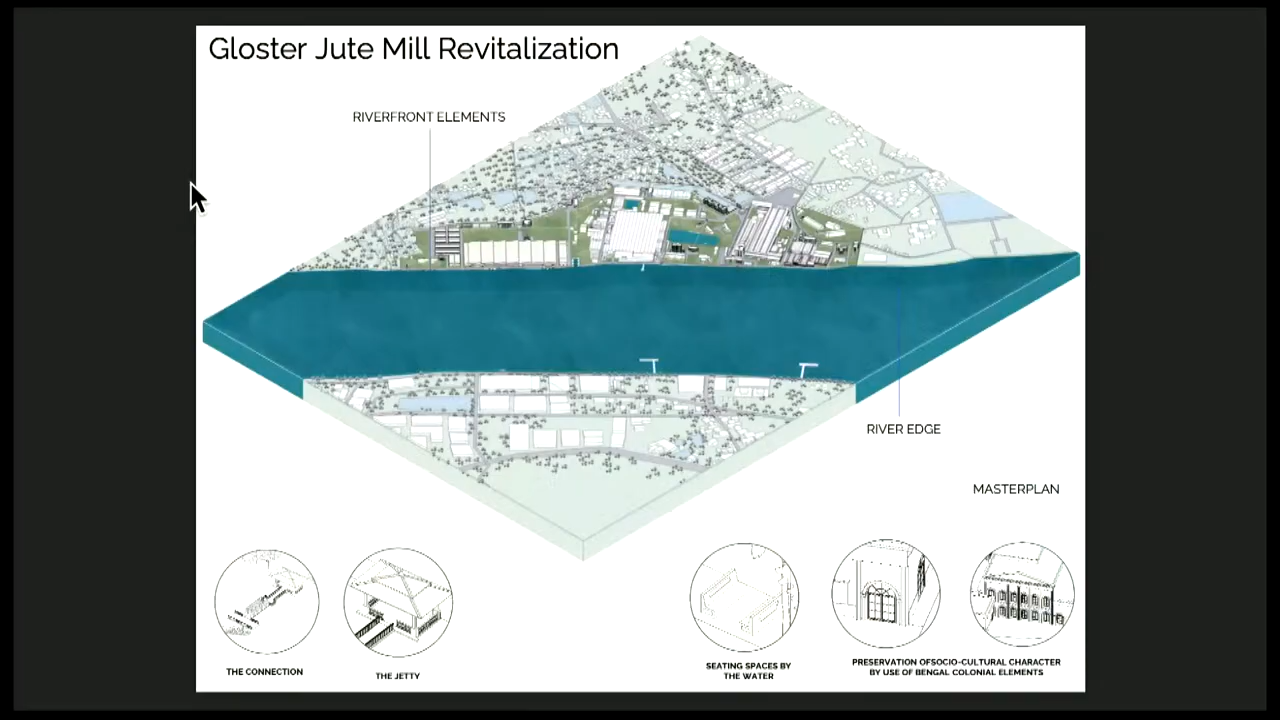 Gloster Jute Mill Revitalization
RIVERFRONT ELEMENTS
RIVER EDGE
MASTERPLAN
THE CONNECTION
THE JETTY
SEATING SPACES BY
THE WATER
PRESERVATION OFSOCIO-CULTURAL CHARACTER
BY USE OF BENGAL COLONIAL ELEMENTS